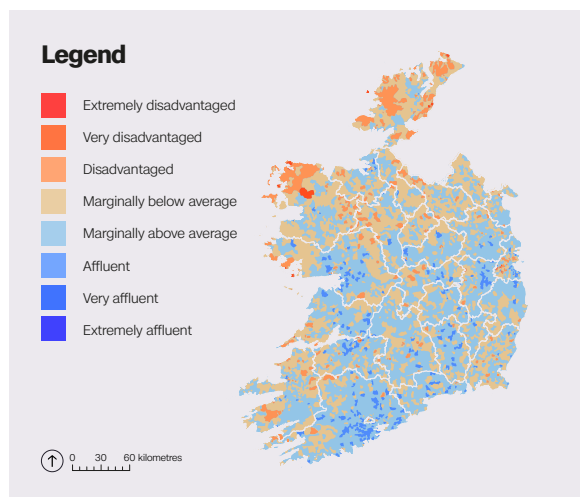 Legend
Extremely disadvantaged
Very disadvantaged
Disadvantaged
Marginally below average
Marginally above average
Affluent
Very affluent
Extremely affluent
0 30 60 kilometres